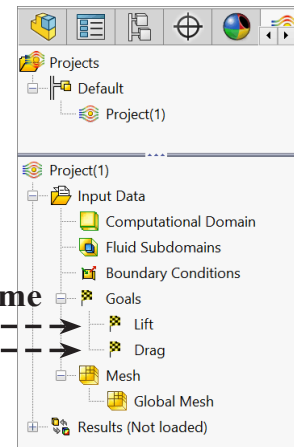 Projects
Default
Project(1)
Project(1)
Input Data
Computational Domain
Fluid Subdomains
Boundary Conditions
me
Goals
Lift
Drag
Mesh
Global Mesh
Results (Not loaded)